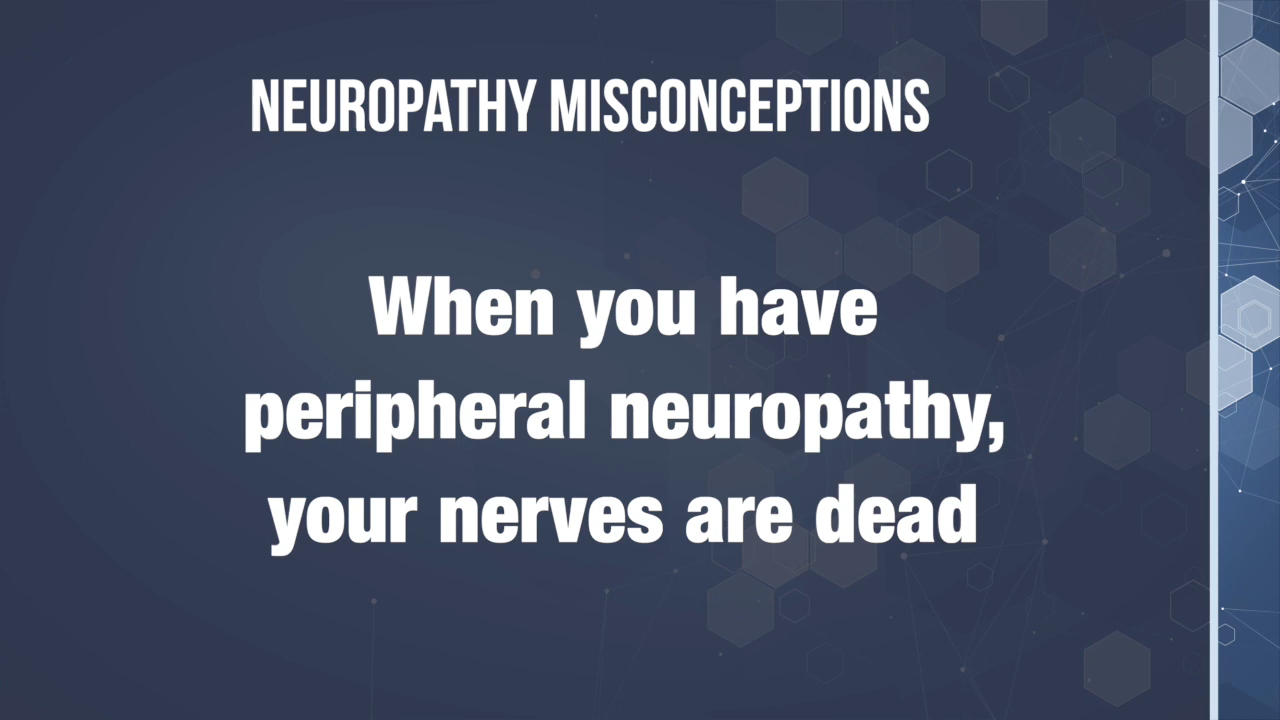 NEUROPATHY MISCONCEPTIONS
When you have
peripheral neuropathy,
your nerves are dead